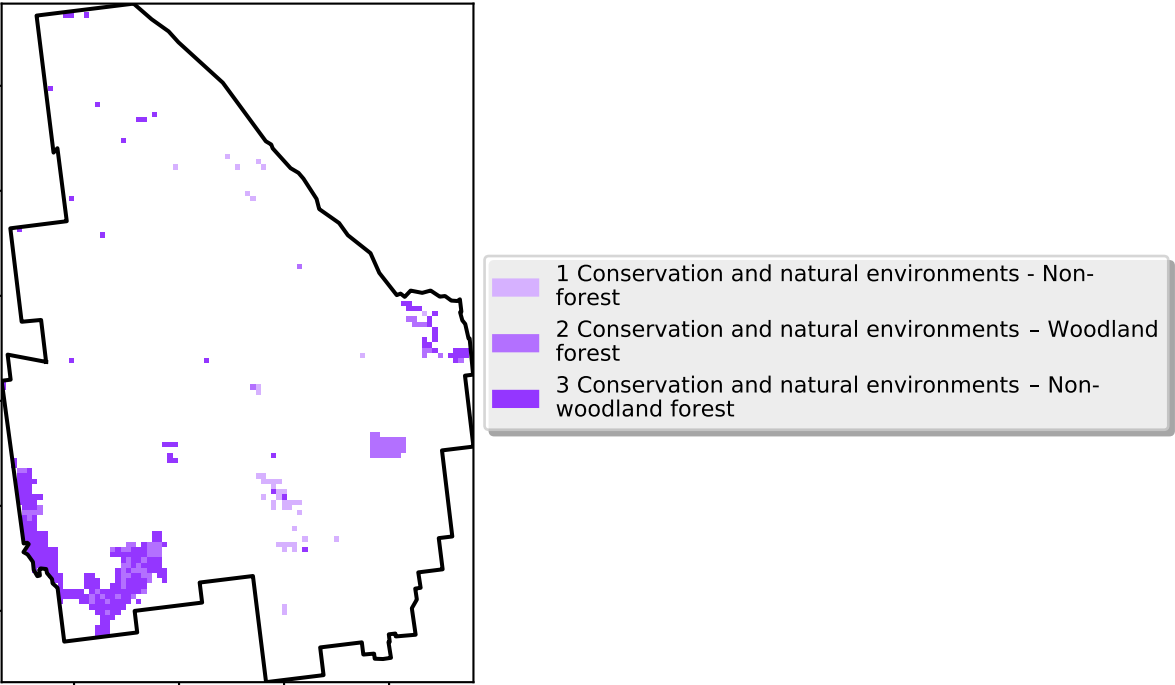 1 Conservation and natural environments - Non-
forest
2 Conservation and natural environments – Woodland
forest
3 Conservation and natural environments – Non-
woodland forest